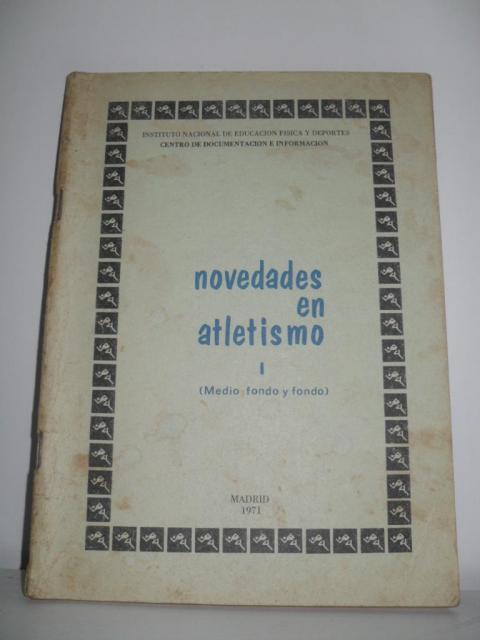 INSTITUTO NACIONAL DE EDUCACION FISICA Y DEPORTES
CENTRO DE DOCUMENTACION E INFORMACION
novedades
en
atletismo
I
(Medio fondo y fondo)
MADRID
1971